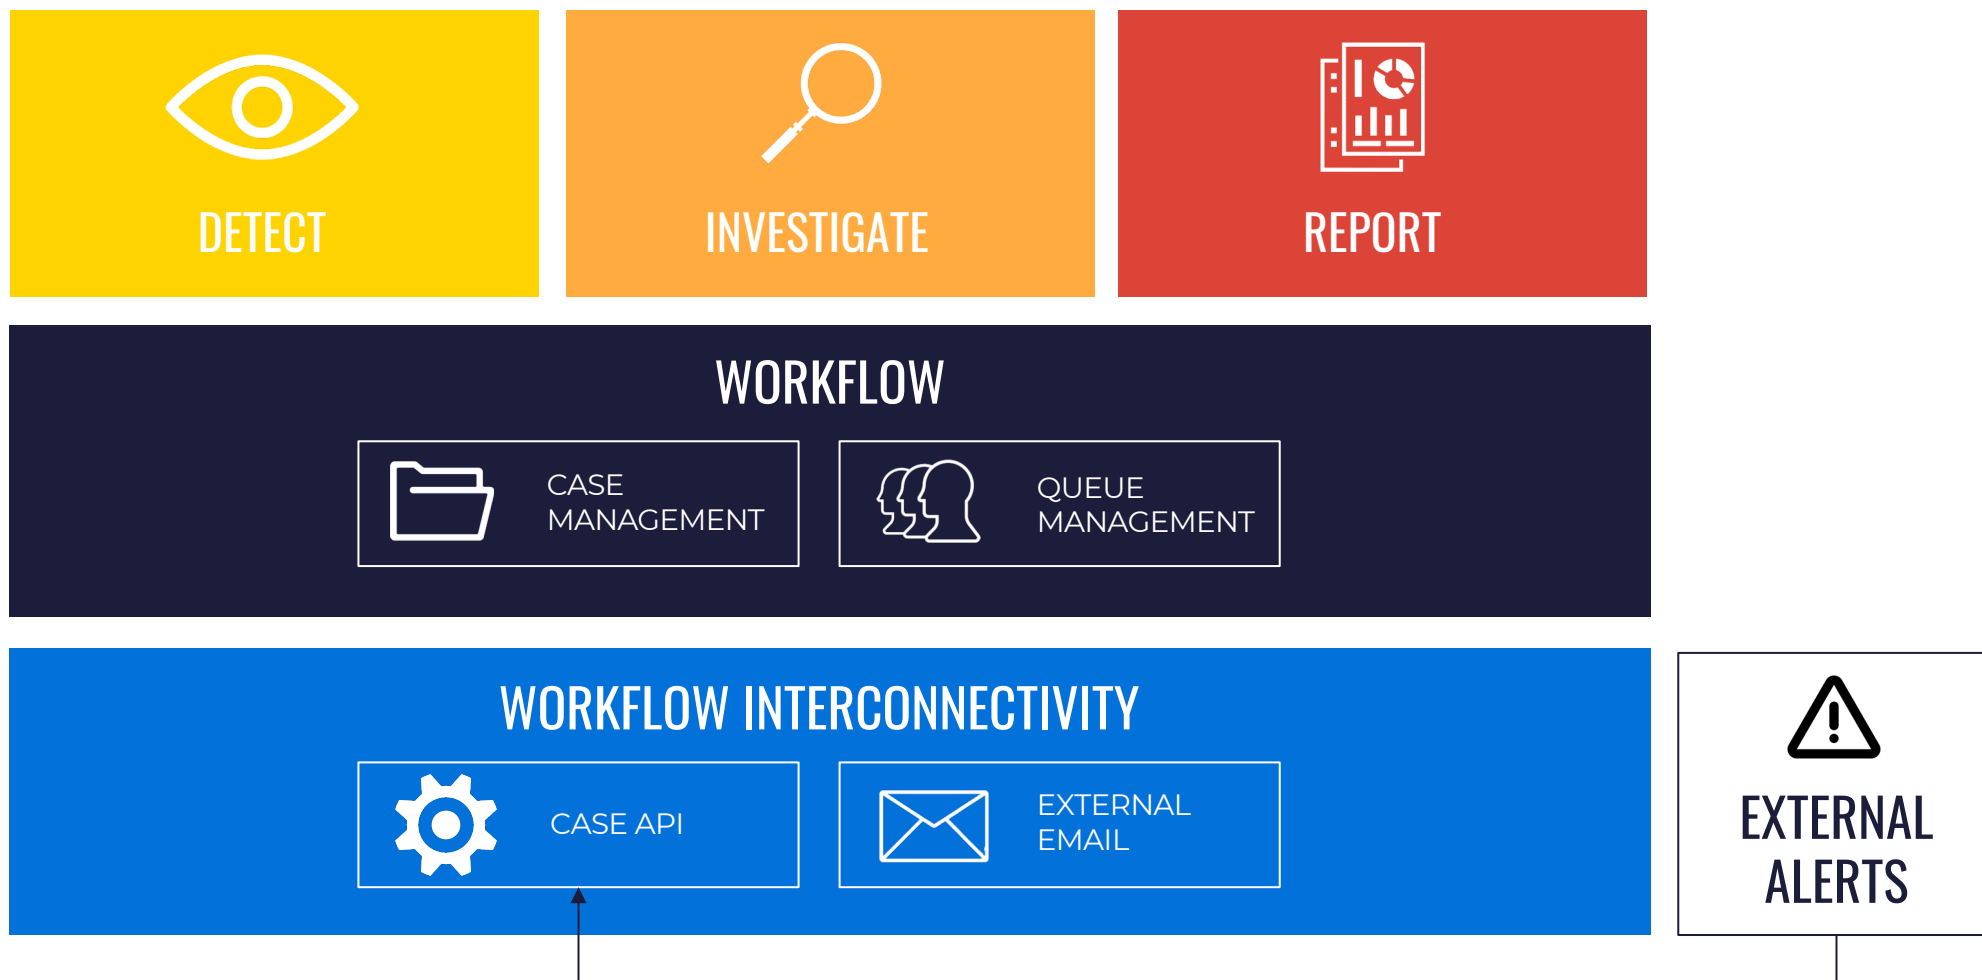 DETECT
INVESTIGATE
REPORT
WORKFLOW
CASE
MANAGEMENT
QUEUE
MANAGEMENT
WORKFLOW INTERCONNECTIVITY
CASE API
EXTERNAL
EMAIL
EXTERNAL
ALERTS